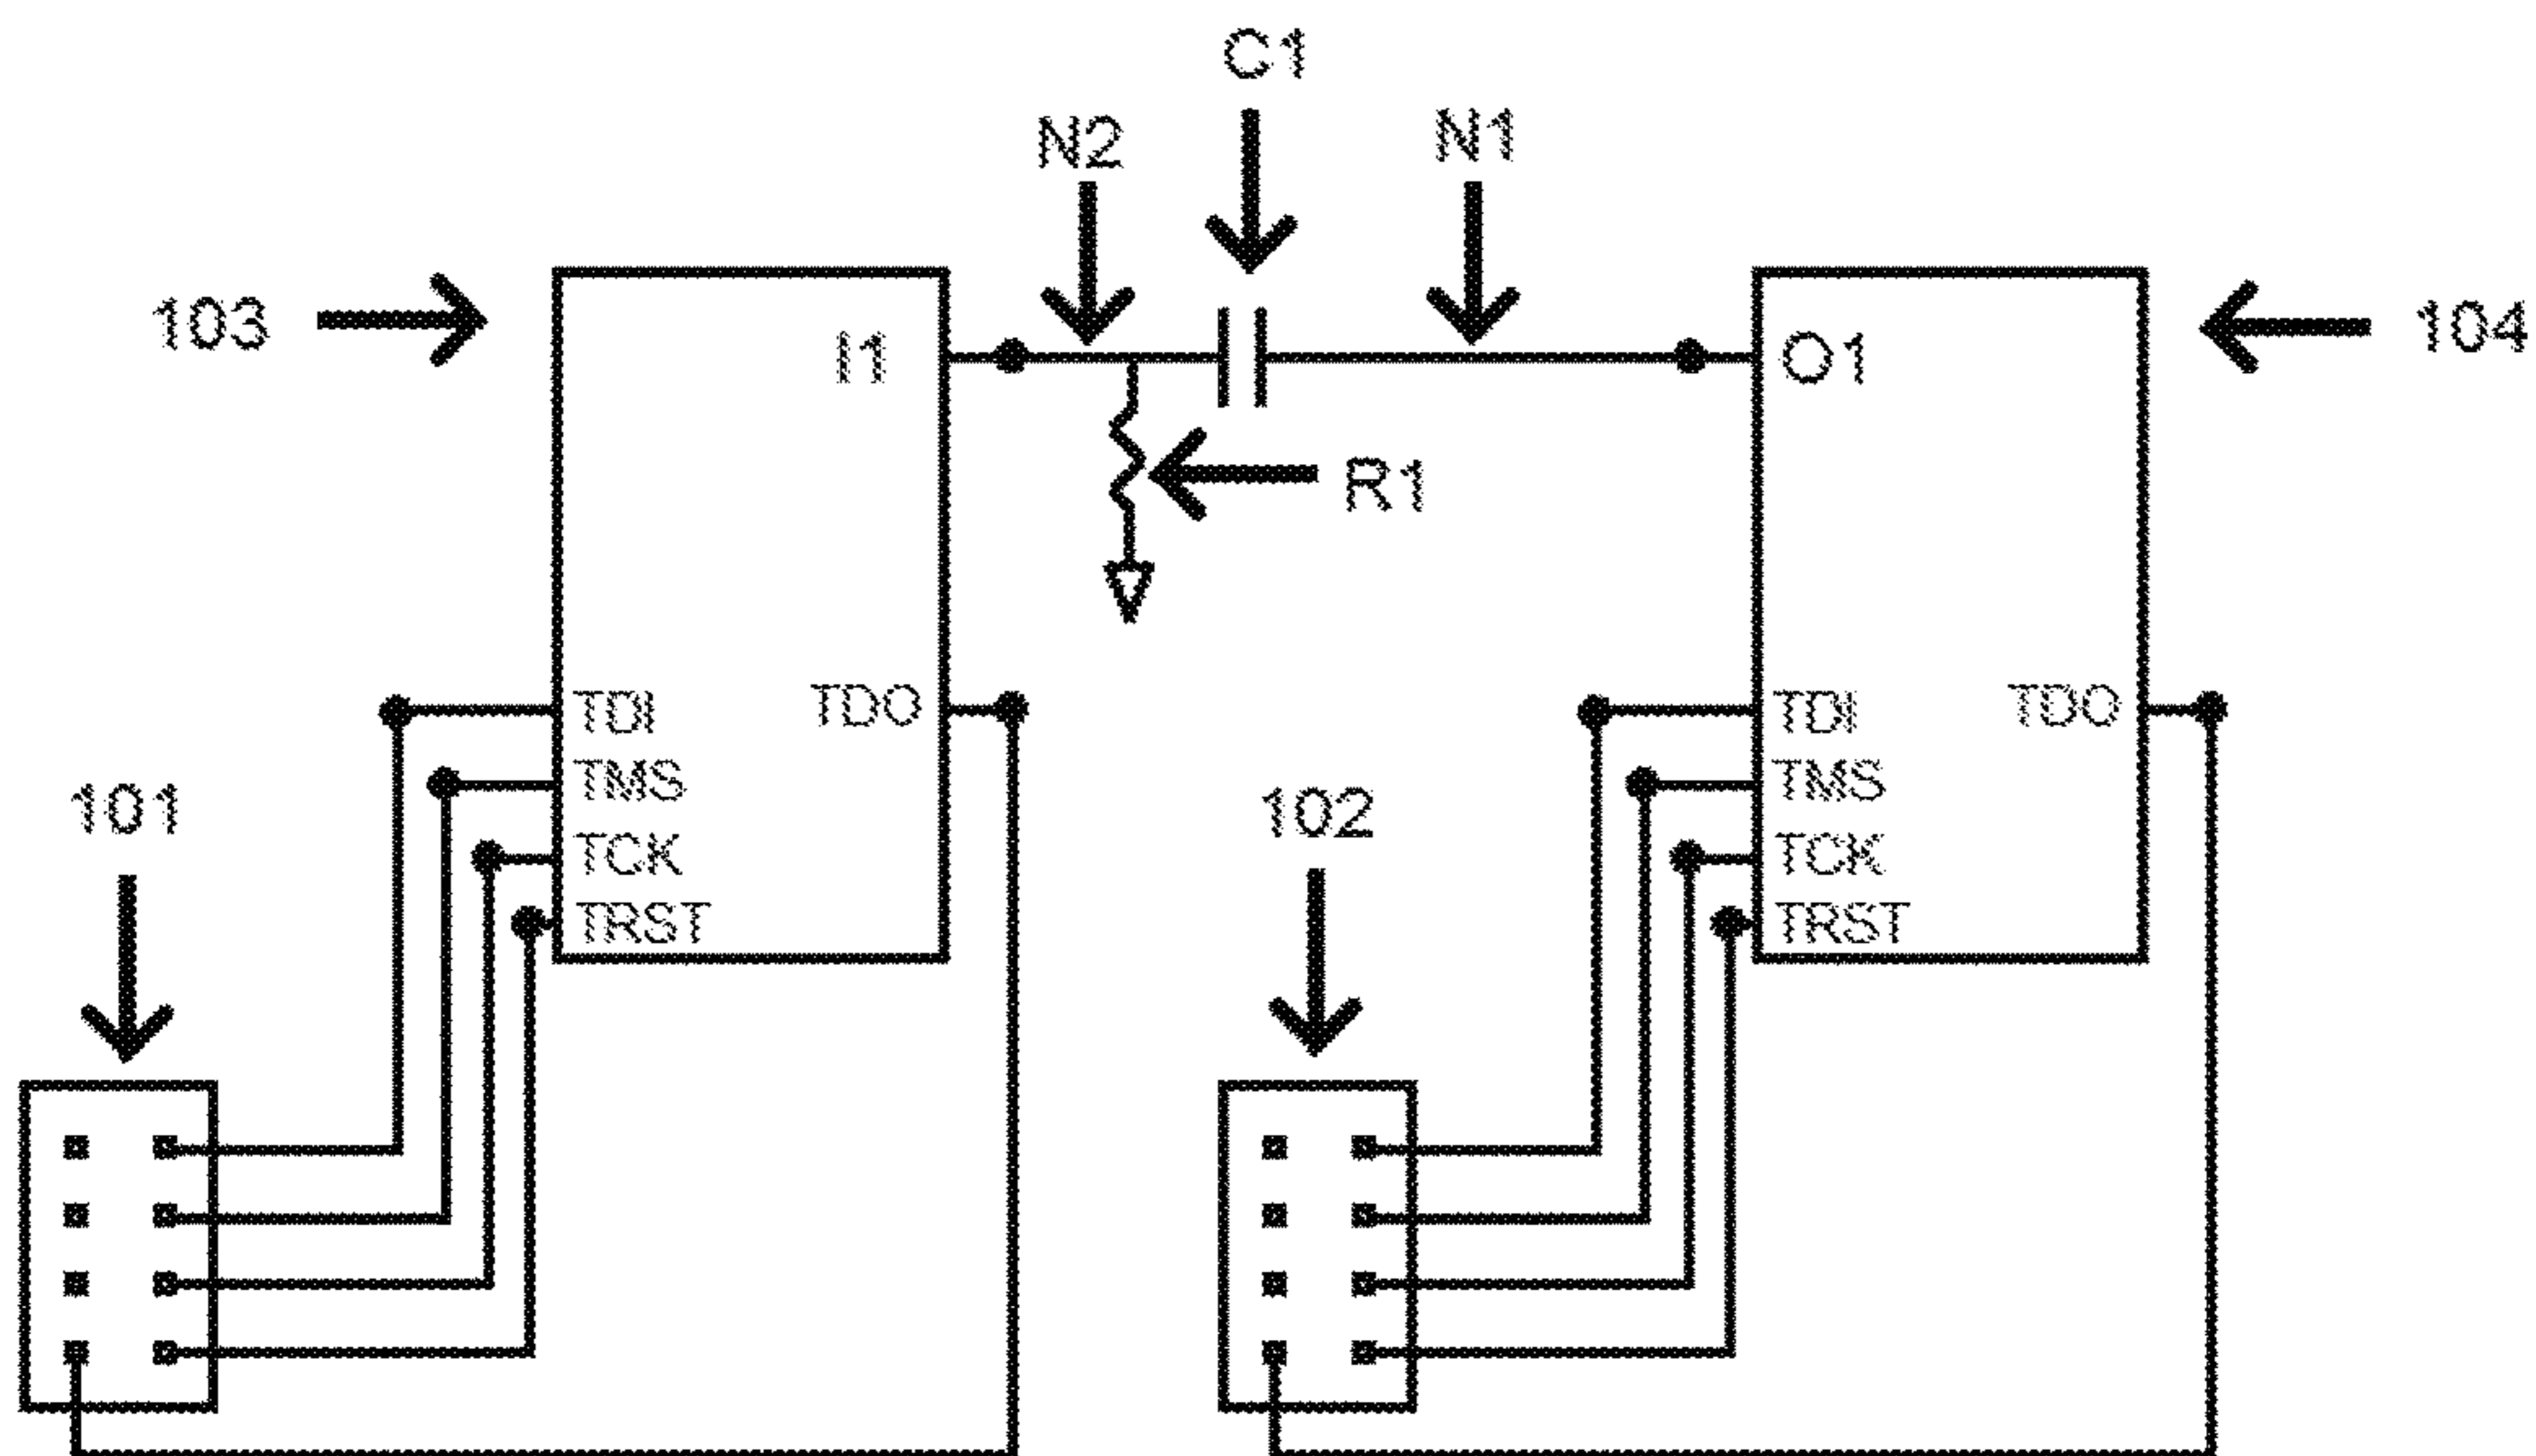 C1
N2
N1
103
I1
O1
104
R1
TDI
TDO
TDI
TDO
TMS
TMS
101
102
TCK
TCK
TRST
TRST